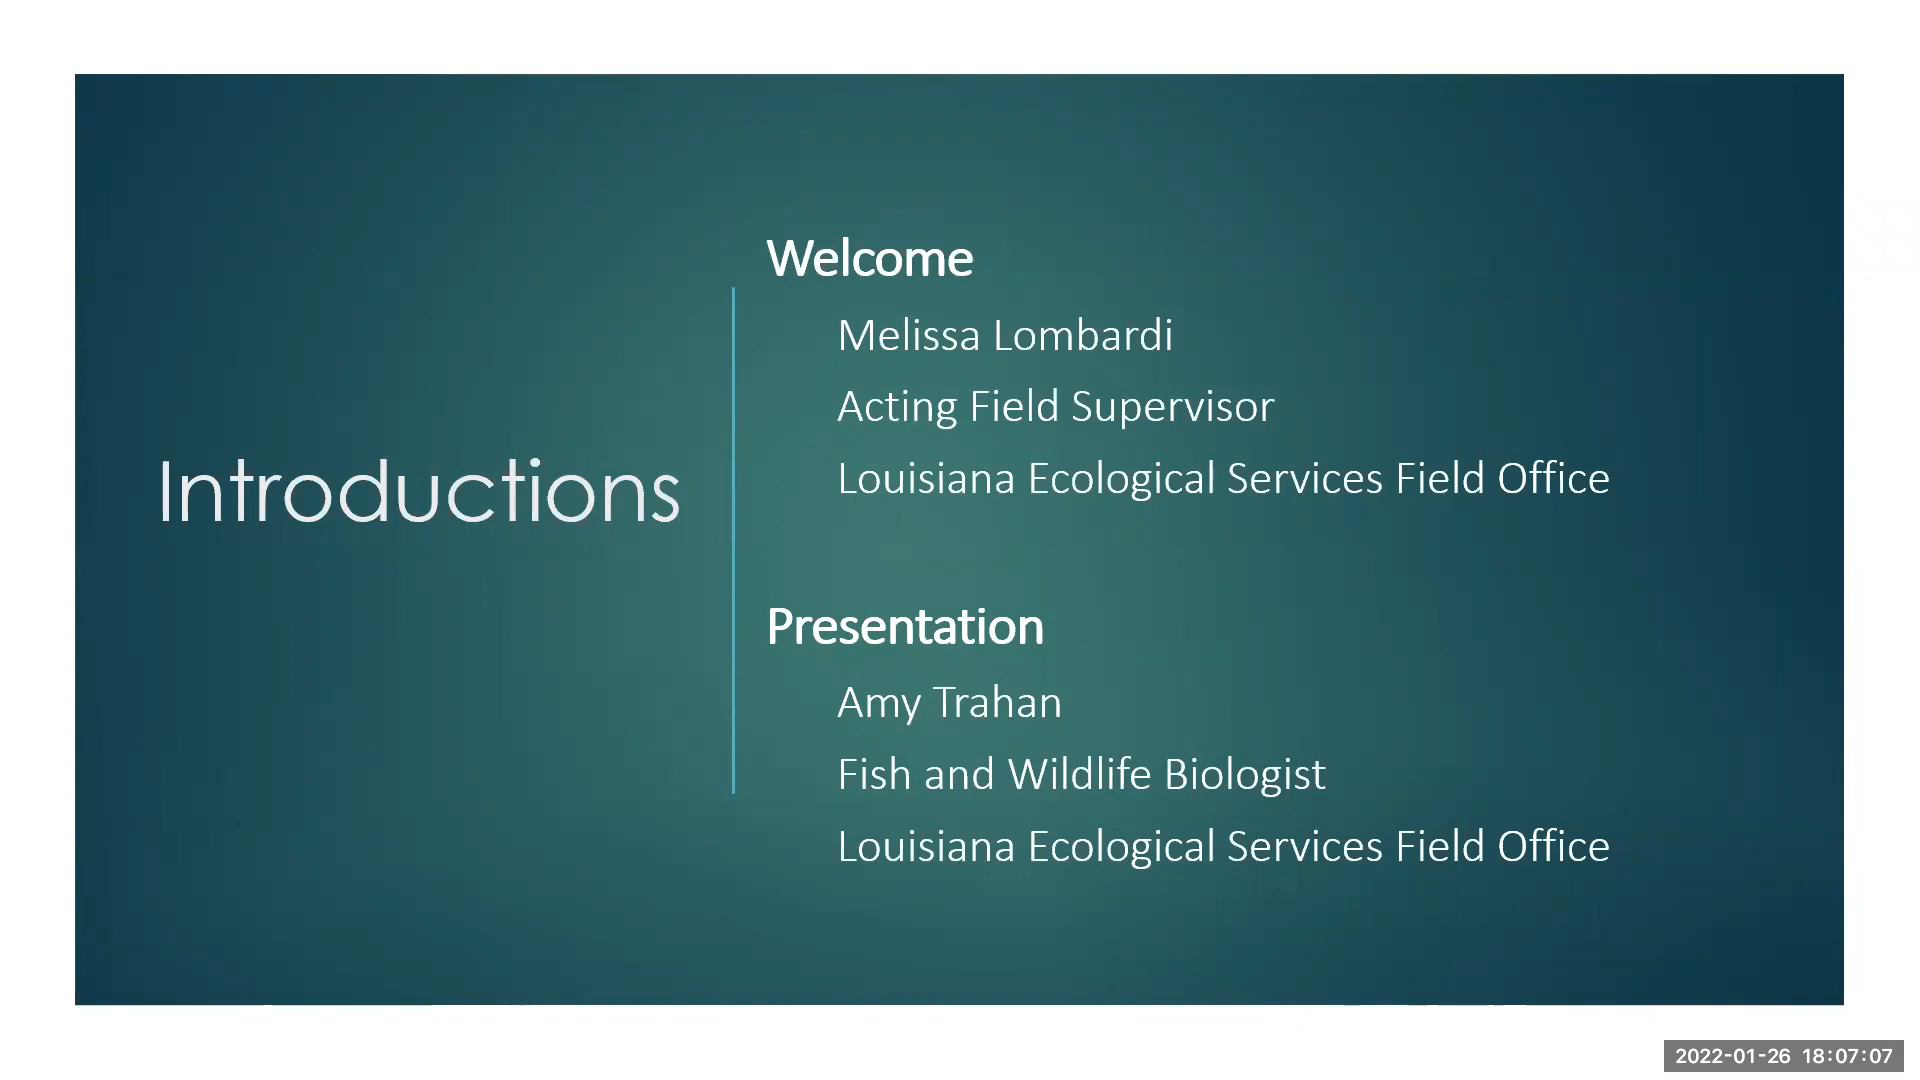 Introductions
Welcome
Melissa Lombardi
Acting Field Supervisor
Louisiana Ecological Services Field Office
Presentation
Amy Trahan
Fish and Wildlife Biologist
Louisiana Ecological Services Field Office
2022-01-26 18:07:07